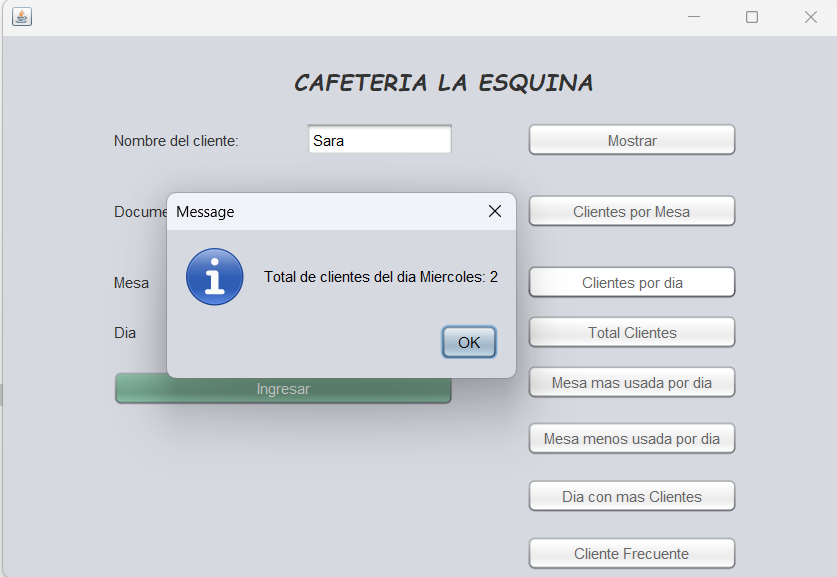 CAFETERIA LA ESQUINA
Nombre del cliente:
Sara
Mostrar
Clientes por Mesa
Message
Total de clientes del dia Miercoles: 2
OK
Mesa
Clientes por dia
Dia
Total Clientes
Ingresar
Mesa mas usada por dia
Mesa menos usada por dia
Dia con mas Clientes
Cliente Frecuente